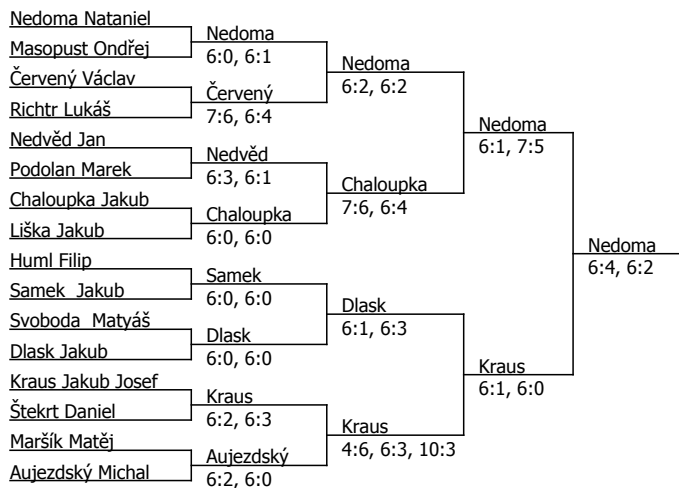 Nedoma Nataniel
Nedoma
Masopust Ondřej
6:0, 6:1
Nedoma
6:2, 6:2
Červený Václav
Červený
Richtr Lukáš
7:6, 6:4
Nedoma
6:1, 7:5
Nedvěd Jan
Nedvěd
Podolan Marek
6:3, 6:1
Chaloupka
7:6, 6:4
Chaloupka Jakub
Chaloupka
Liška Jakub
6:0, 6:0
Nedoma
6:4, 6:2
Huml Filip
Samek
Samek  Jakub
6:0, 6:0
Dlask
6:1, 6:3
Svoboda  Matyáš
Dlask
Dlask Jakub
6:0, 6:0
Kraus
6:1, 6:0
Kraus Jakub Josef
Kraus
Štekrt Daniel
6:2, 6:3
Kraus
4:6, 6:3, 10:3
Maršík Matěj
Aujezdský
Aujezdský Michal
6:2, 6:0